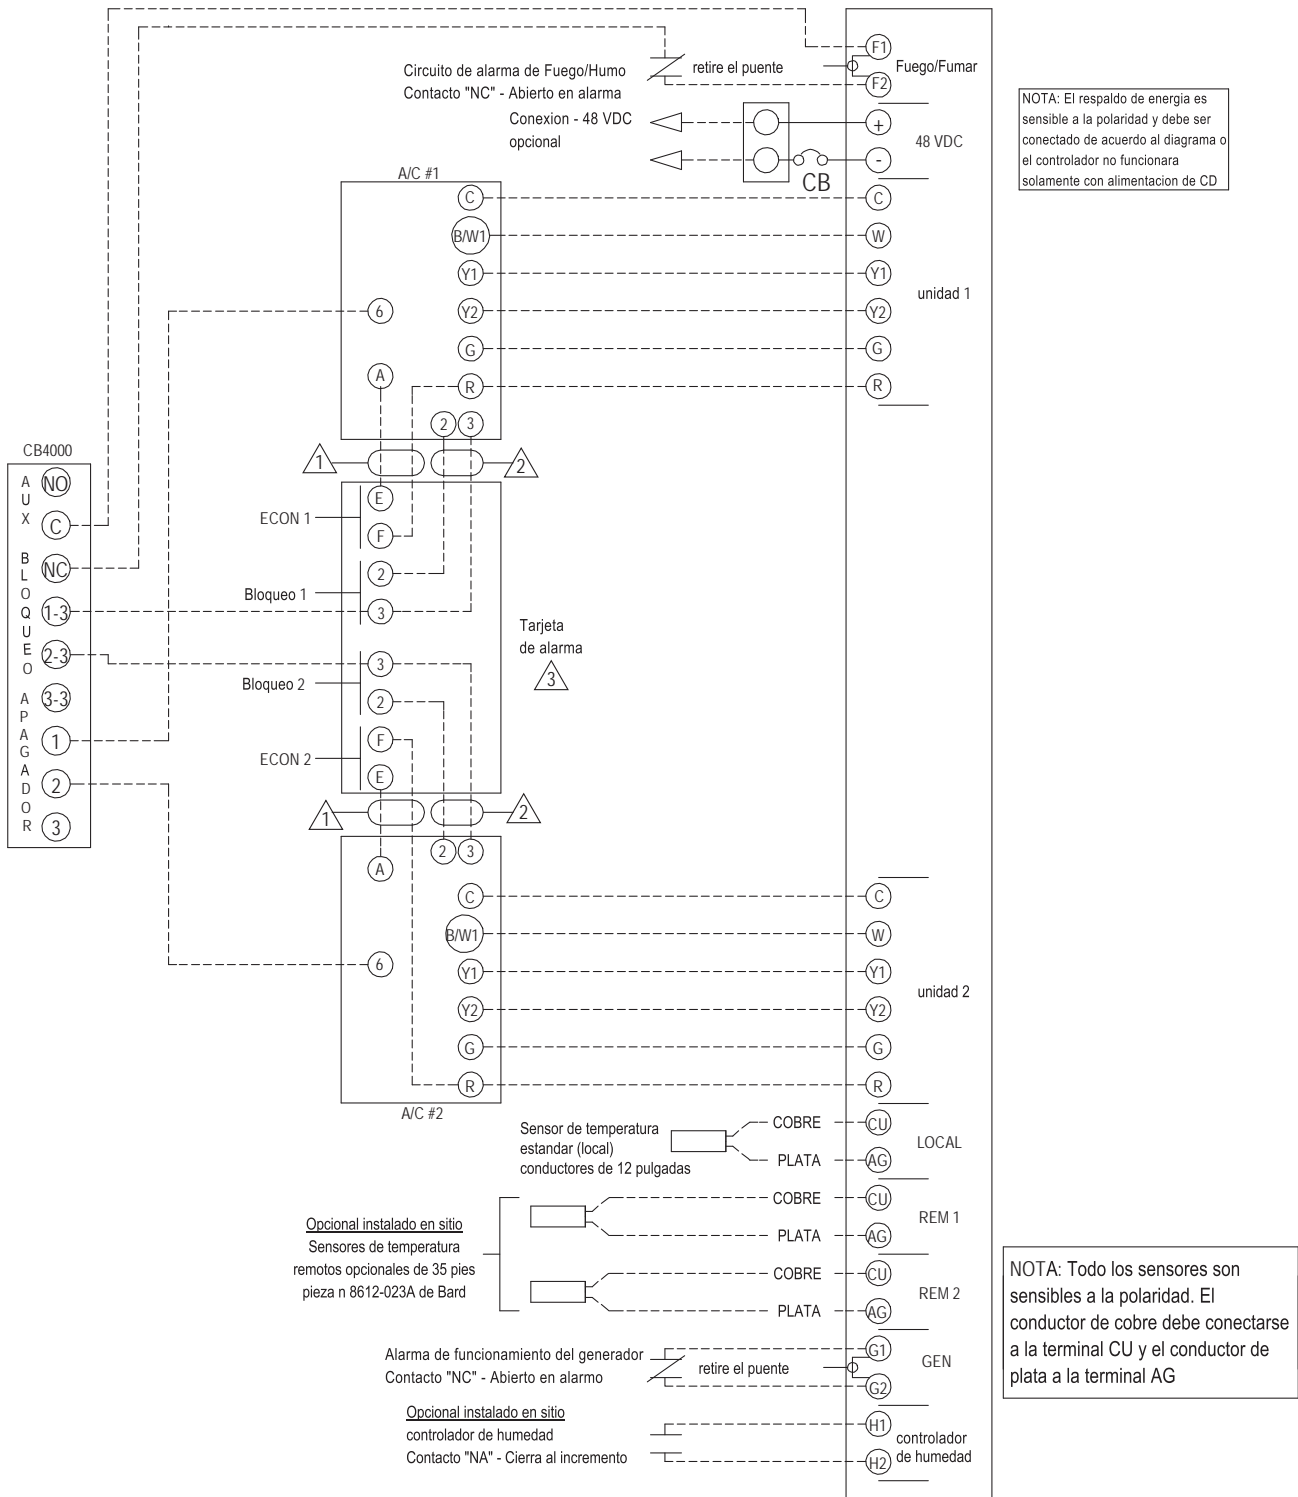 F1
Circuito de alarma de Fuego/Humo
Contacto "NC" - Abierto en alarma
retire el puente
Fuego/Fumar
F2
Conexion - 48 VDC
opcional
+
48 VDC
-
CB
NOTA: El respaldo de energia es
sensible a la polaridad y debe ser
conectado de acuerdo al diagrama o
el controlador no funcionara
solamente con alimentacion de CD
A/C #1
C
B/W1
Y1
6
Y2
G
A
R
2
3
C
W
Y1
unidad 1
Y2
G
R
1
2
CB4000
AUX
BLOQUEO
APAGADOR
NO
C
NC
1-3
2-3
3-3
1
2
3
ECON 1
E
F
Bloqueo 1
2
3
Tarjeta
de alarma
3
Bloqueo 2
3
2
ECON 2
F
E
1
2
2
3
A
C
B/W1
6
Y1
Y2
G
R
A/C #2
C
W
Y1
unidad 2
Y2
G
R
Sensor de temperatura
estandar (local)
conductores de 12 pulgadas
COBRE
CU
LOCAL
PLATA
AG
Opcional instalado en sitio
Sensores de temperatura
remotos opcionales de 35 pies
pieza n 8612-023A de Bard
COBRE
CU
REM 1
PLATA
AG
COBRE
CU
REM 2
PLATA
AG
NOTA: Todo los sensores son
sensibles a la polaridad. El
conductor de cobre debe conectarse
a la terminal CU y el conductor de
plata a la terminal AG
Alarma de funcionamiento del generador
Contacto "NC" - Abierto en alarmo
retire el puente
G1
GEN
G2
Opcional instalado en sitio
controlador de humedad
Contacto "NA" - Cierra al incremento
H1
controlador
de humedad
H2